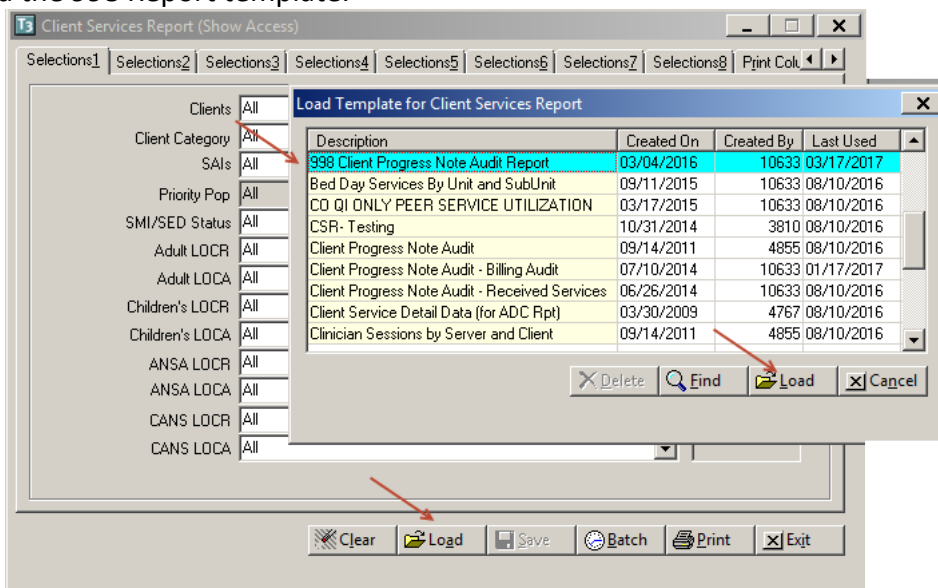 the 998 Report template.
T3 Client Services Report (Show Access)
Selections1 Selections2 Selections3 Selections4 Selections5 Selections6 Selections7 Selections8 Print Colu
Clients All
Client Category All
SAIs All
Priority Pop All
SMI/SED Status All
Adult LOCR All
Adult LOCA All
Children's LOCR All
Children's LOCA All
ANSA LOCR All
ANSA LOCA All
CANS LOCR All
CANS LOCA All
Load Template for Client Services Report
Description Created On Created By Last Used
998 Client Progress Note Audit Report 03/04/2016 10633 03/17/2017
Bed Day Services By Unit and SubUnit 09/11/2015 10633 08/10/2016
CO QI ONLY PEER SERVICE UTILIZATION 03/17/2015 10633 08/10/2016
CSR- Testing 10/31/2014 3810 08/10/2016
Client Progress Note Audit 09/14/2011 4855 08/10/2016
Client Progress Note Audit - Billing Audit 07/10/2014 10633 01/17/2017
Client Progress Note Audit - Received Services 06/26/2014 10633 08/10/2016
Client Service Detail Data (for ADC Rpt) 03/30/2009 4767 08/10/2016
Clinician Sessions by Server and Client 09/14/2011 4855 08/10/2016
Delete Find Load Cancel
Clear Load Save Batch Print Exit